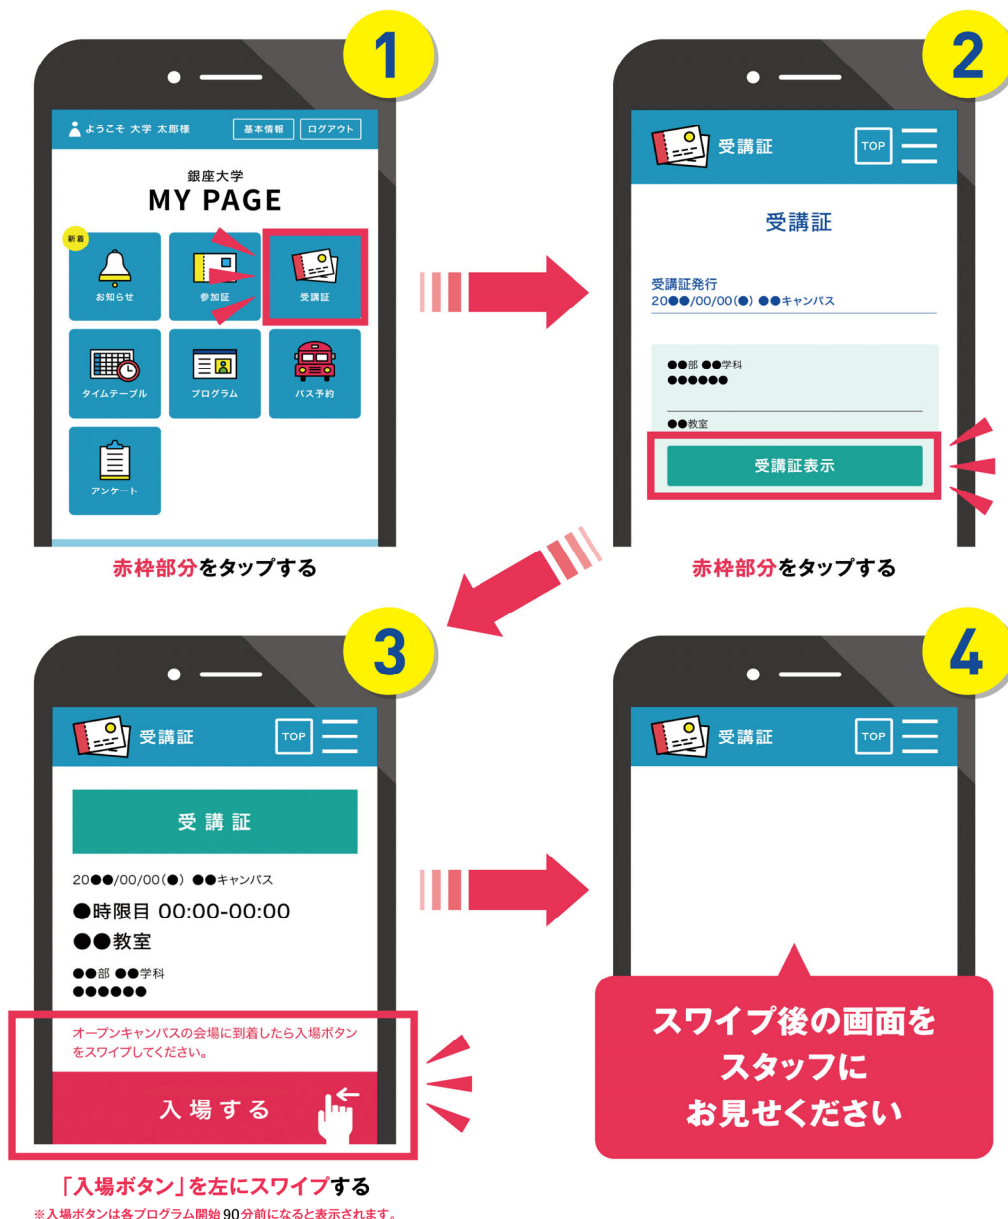 1
ようこそ 大学 太郎様
基本情報
ログアウト
銀座大学
MY PAGE
新着
お知らせ
参加証
受講証
タイムテーブル
プログラム
バス予約
アンケート
赤枠部分をタップする
2
受講証
TOP
受講証
受講証発行
20●●/00/00(●) ●●キャンパス
●●部 ●●学科
●●●●●●
●●教室
受講証表示
赤枠部分をタップする
3
受講証
TOP
受講証
20●●/00/00(●) ●●キャンパス
●時限目 00:00-00:00
●●教室
●●部 ●●学科
●●●●●●
オープンキャンパスの会場に到着したら入場ボタン
をスワイプしてください。
入場する
「入場ボタン」を左にスワイプする
※入場ボタンは各プログラム開始90分前になると表示されます。
4
受講証
TOP
スワイプ後の画面を
スタッフに
お見せください